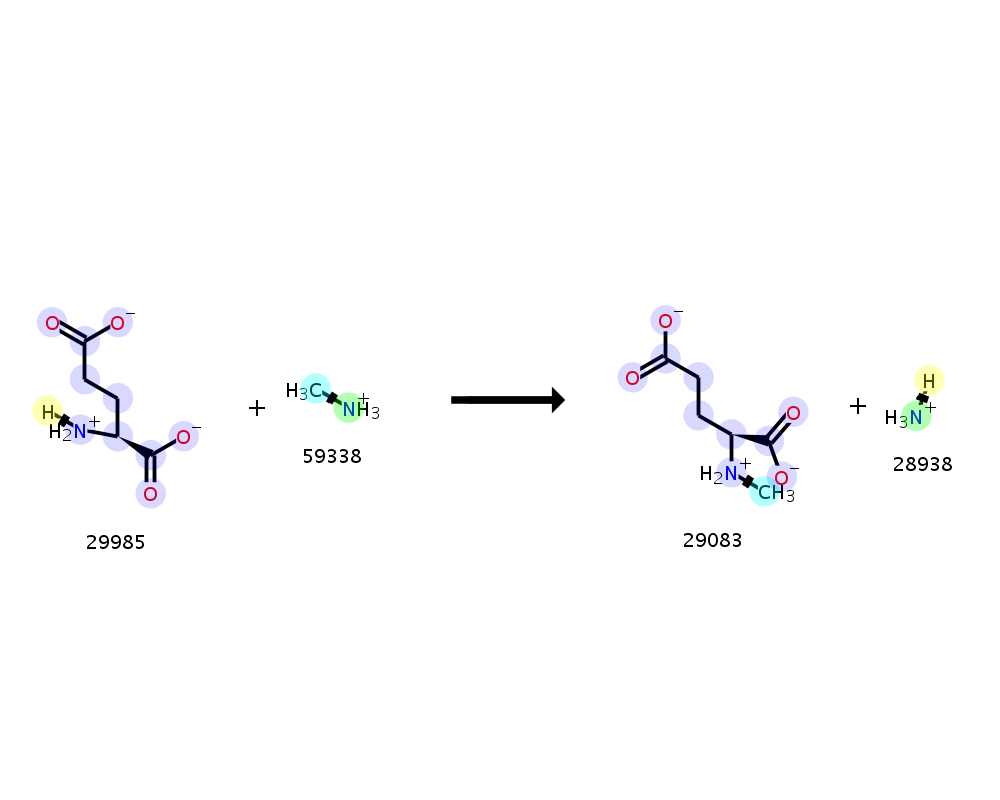 O O⁻
H H₂N⁺ O⁻
O
29985
+
H₃C NH₃⁺
59338
O⁻
O
O
H₂N⁺ O⁻
CH₃
29083
+
H
H₃N⁺
28938